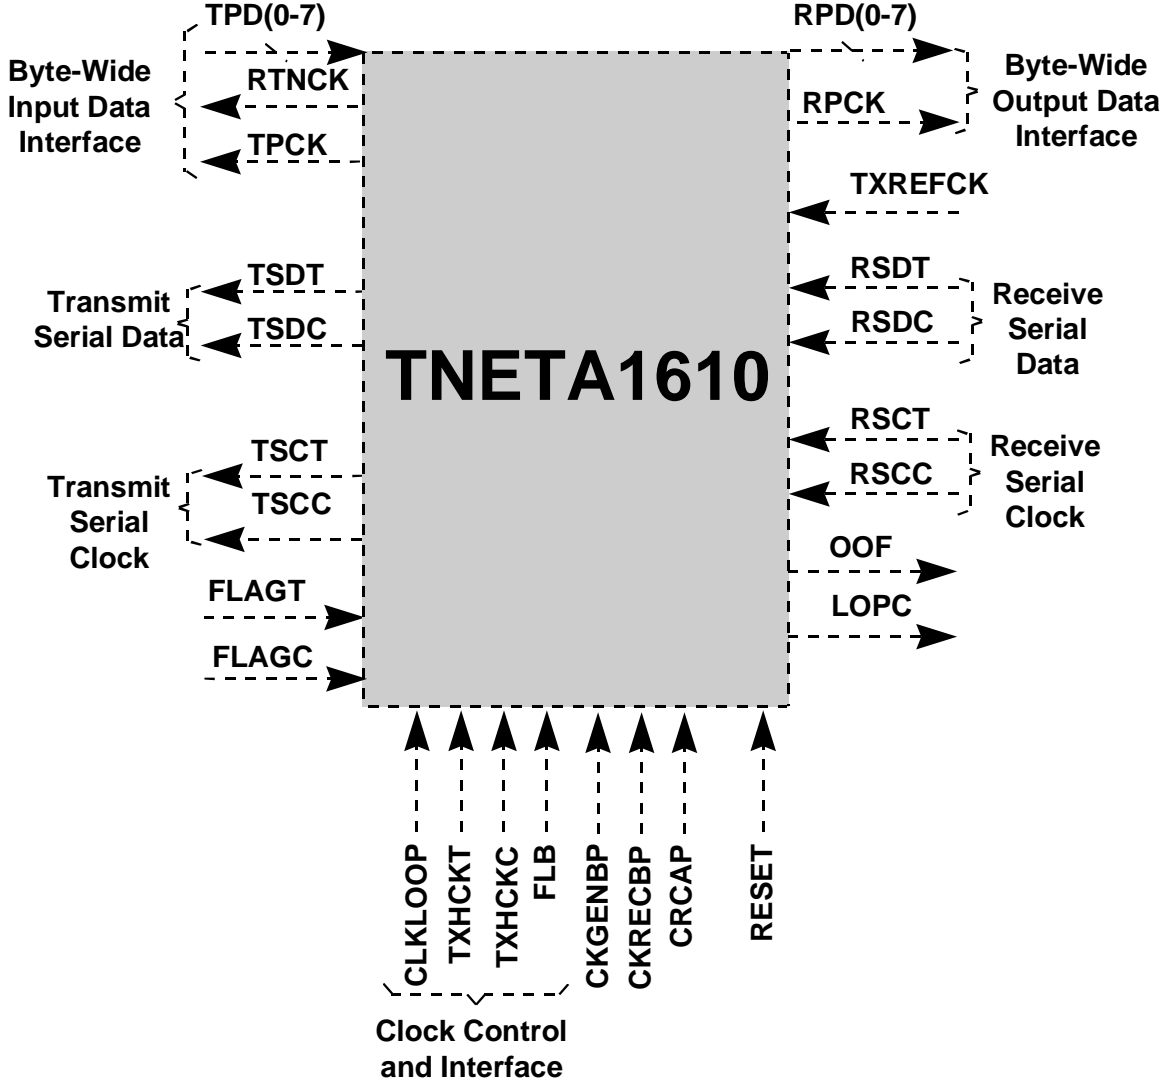 TPD(0-7)
Byte-Wide
Input Data
Interface
RTNCK
TPCK
RPD(0-7)
RPCK
Byte-Wide
Output Data
Interface
TXREFCK
TSDT
TSDC
Transmit
Serial Data
RSDT
RSDC
Receive
Serial
Data
TNETA1610
TSCT
TSCC
Transmit
Serial
Clock
RSCT
RSCC
Receive
Serial
Clock
FLAGT
FLAGC
OOF
LOPC
CLKLOOP
TXHCKT
TXHCKC
FLB
CKGENBP
CKRECBP
CRCAP
RESET
Clock Control
and Interface